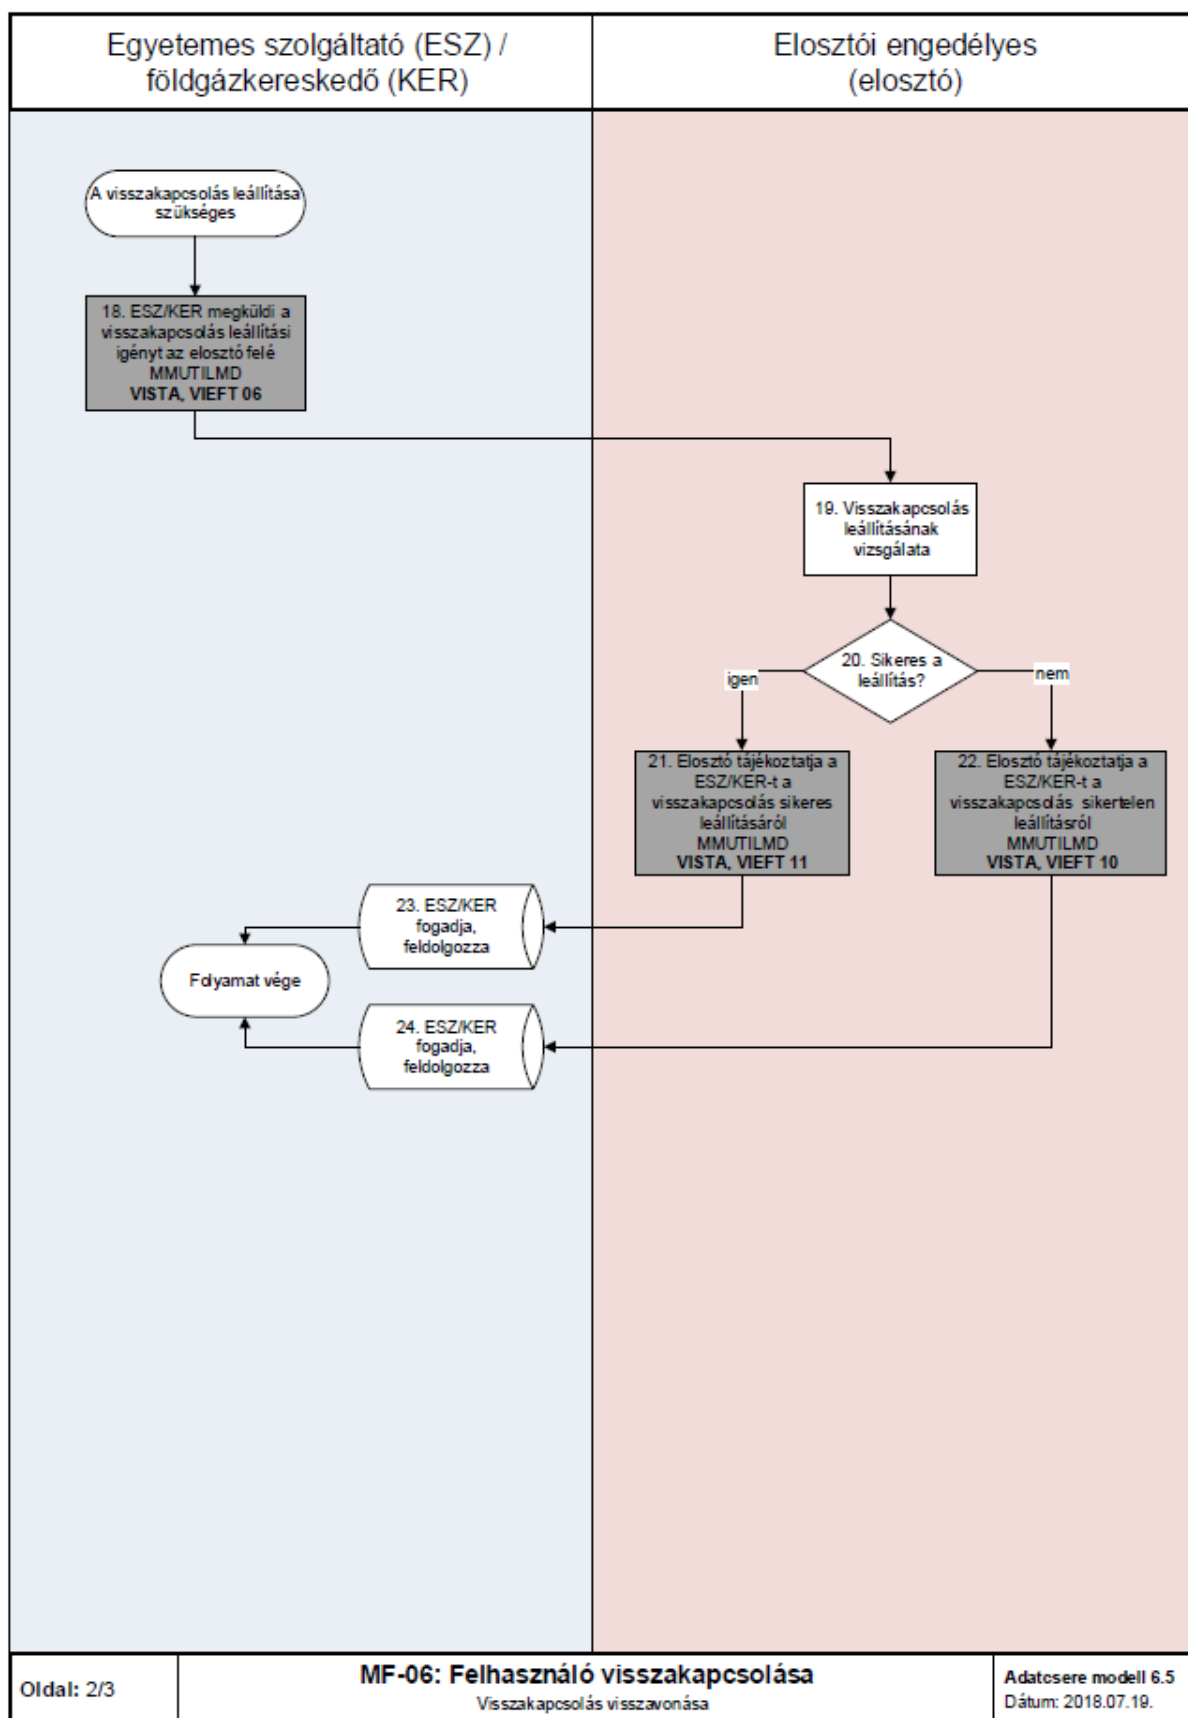 Egyetemes szolgáltató (ESZ) /
földgázkereskedő (KER)
Elosztói engedélyes
(elosztó)
A visszakapcsolás leállítása
szükséges
18. ESZ/KER megküldi a
visszakapcsolás leállítási
igényt az elosztó felé
MMUTILMD
VISTA, VIEFT 06
19. Visszakapcsolás
leállításának
vizsgálata
20. Sikeres a
leállítás?
igen
nem
21. Elosztó tájékoztatja a
ESZ/KER-t a
visszakapcsolás sikeres
leállításáról
MMUTILMD
VISTA, VIEFT 11
22. Elosztó tájékoztatja a
ESZ/KER-t a
visszakapcsolás sikertelen
leállításról
MMUTILMD
VISTA, VIEFT 10
23. ESZ/KER
fogadja,
feldolgozza
Folyamat vége
24. ESZ/KER
fogadja,
feldolgozza
Oldal: 2/3
MF-06: Felhasználó visszakapcsolása
Visszakapcsolás visszavonása
Adatcsere modell 6.5
Dátum: 2018.07.19.